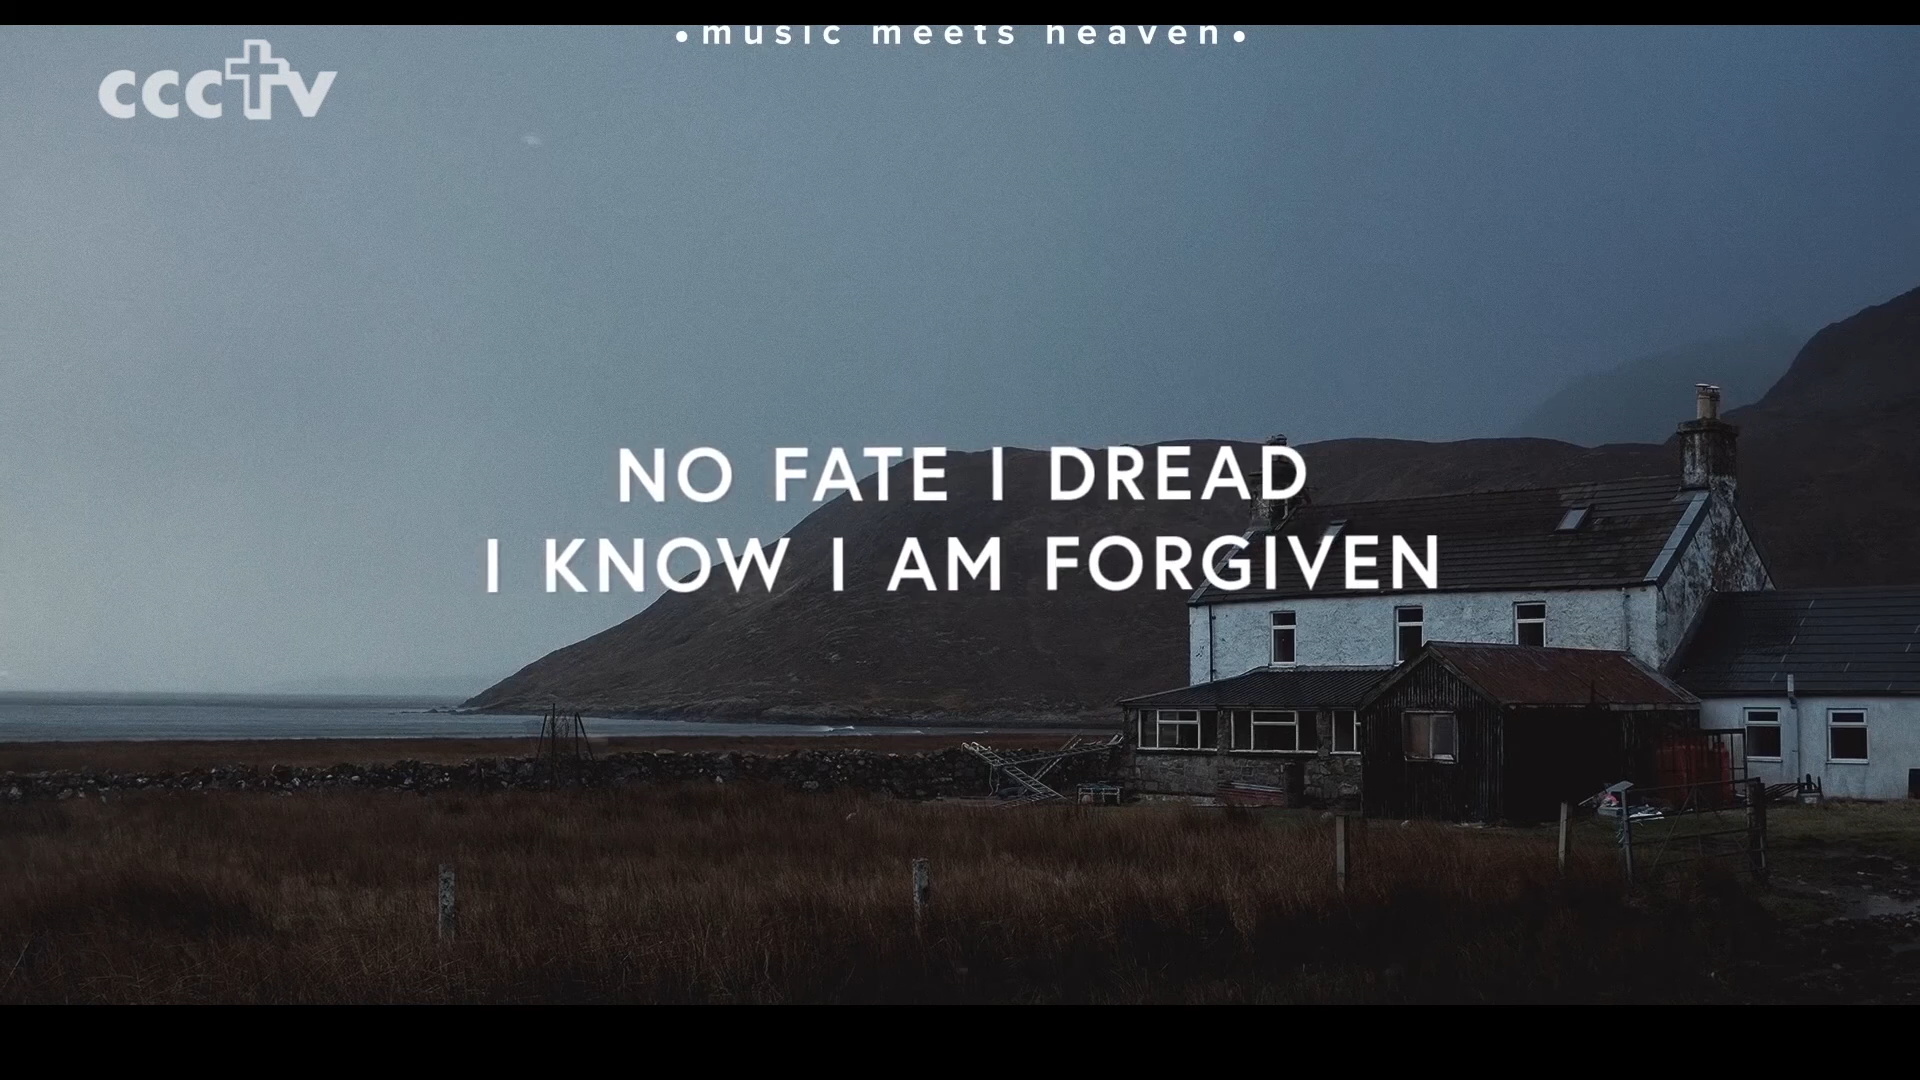 •music meets heaven•
ccctv
NO FATE I DREAD
I KNOW I AM FORGIVEN